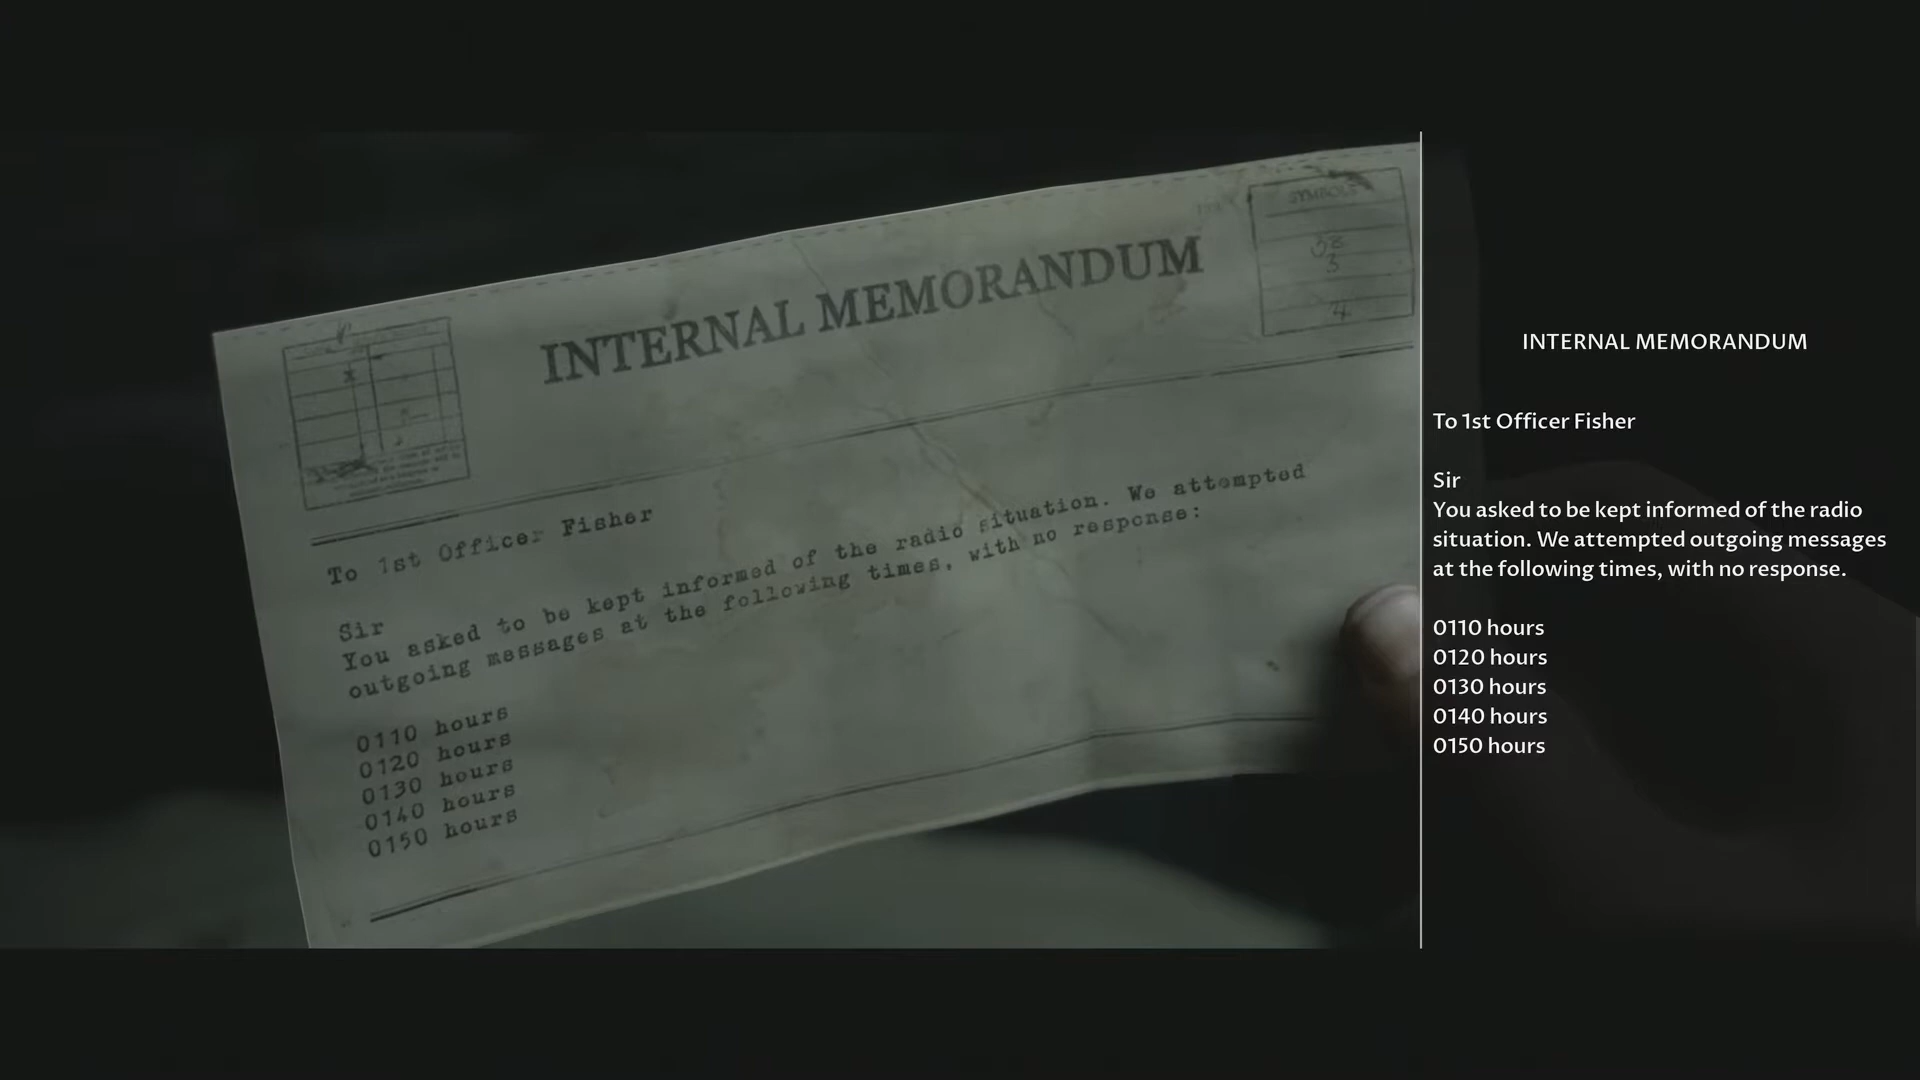 INTERNAL MEMORANDUM
SYMBOLS
3
4
To 1st Officer Fisher
Sir
You asked to be kept informed of the radio situation. We attempted
outgoing messages at the following times, with no response:
0110 hours
0120 hours
0130 hours
0140 hours
0150 hours
INTERNAL MEMORANDUM
To 1st Officer Fisher
Sir
You asked to be kept informed of the radio
situation. We attempted outgoing messages
at the following times, with no response.
0110 hours
0120 hours
0130 hours
0140 hours
0150 hours